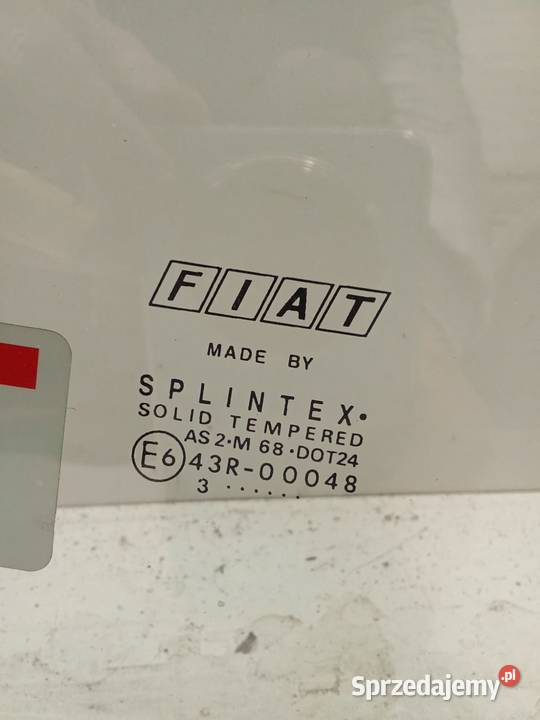 FIAT
MADE BY
SPLINTEX•
SOLID TEMPERED
AS2•M 68•DOT24
E6 43R-00048
3 ······
Sprzedajemy.pl